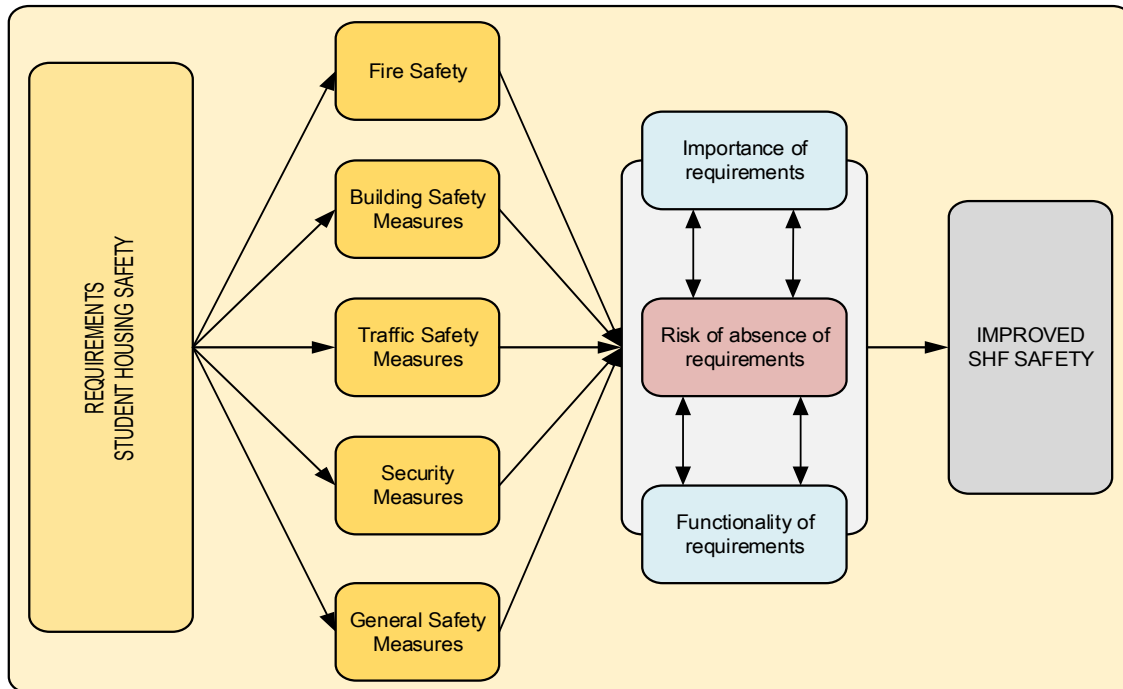 REQUIREMENTS
STUDENT HOUSING SAFETY
Fire Safety
Building Safety
Measures
Traffic Safety
Measures
Security
Measures
General Safety
Measures
Importance of
requirements
Risk of absence of
requirements
Functionality of
requirements
IMPROVED
SHF SAFETY